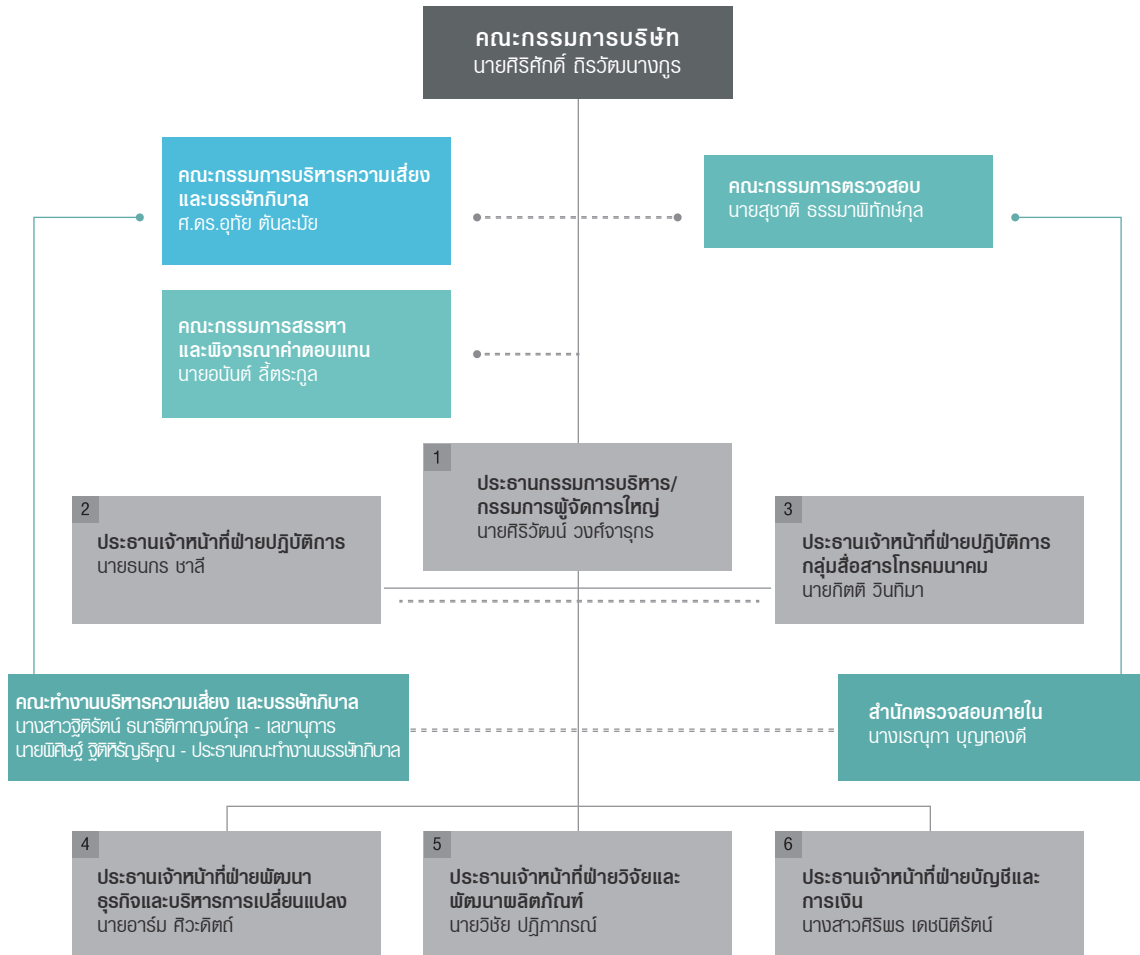 คณะกรรมการบริษัท
นายศิริศักดิ์ ถิรวัฒนางกูร
คณะกรรมการบริหารความเสี่ยง
และบรรษัทภิบาล
ศ.ดร.อุทัย ตันละมัย
คณะกรรมการตรวจสอบ
นายสุชาติ ธรรมาพิทักษ์กุล
คณะกรรมการสรรหา
และพิจารณาค่าตอบแทน
นายอนันต์ ลี้ตระกูล
1
ประธานกรรมการบริหาร/
กรรมการผู้จัดการใหญ่
นายศิริวัฒน์ วงศ์จารุกร
2
ประธานเจ้าหน้าที่ฝ่ายปฏิบัติการ
นายธนกร ชาลี
3
ประธานเจ้าหน้าที่ฝ่ายปฏิบัติการ
กลุ่มสื่อสารโทรคมนาคม
นายกิตติ วินทิมา
คณะทำงานบริหารความเสี่ยง และบรรษัทภิบาล
นางสาวฐิติรัตน์ ธนาธิติกาญจน์กุล - เลขานุการ
นายพิศิษฐ์ ฐิติหิรัญธิคุณ - ประธานคณะทำงานบรรษัทภิบาล
สำนักตรวจสอบภายใน
นางเรณุกา บุญทองดี
4
ประธานเจ้าหน้าที่ฝ่ายพัฒนา
ธุรกิจและบริหารการเปลี่ยนแปลง
นายอาร์ม ศิวะดิตถ์
5
ประธานเจ้าหน้าที่ฝ่ายวิจัยและ
พัฒนาผลิตภัณฑ์
นายวิชัย ปฏิภาภรณ์
6
ประธานเจ้าหน้าที่ฝ่ายบัญชีและ
การเงิน
นางสาวศิริพร เดชนิติรัตน์